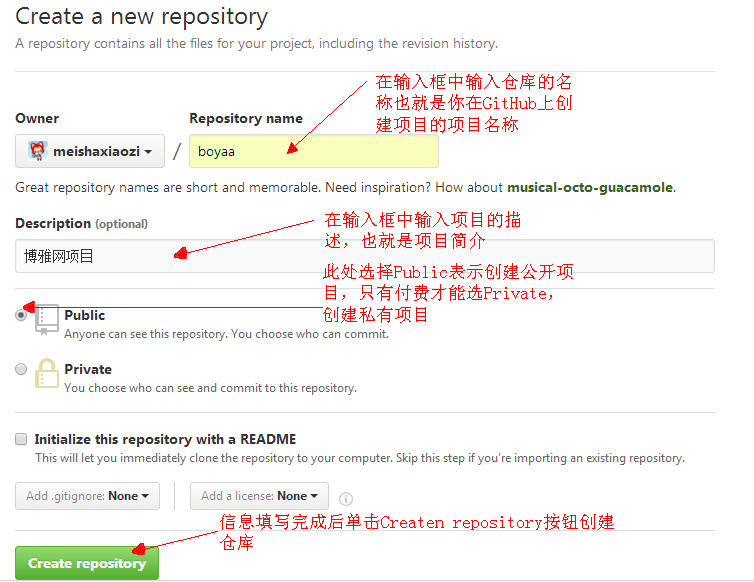 Create a new repository
A repository contains all the files for your project, including the revision history.
在输入框中输入仓库的名
称也就是你在GitHub上创
建项目的项目名称
Owner
Repository name
meishaxiaozi
/
boyaa
Great repository names are short and memorable. Need inspiration? How about musical-octo-guacamole.
Description (optional)
在输入框中输入项目的描
述，也就是项目简介
博雅网项目
此处选择Public表示创建公开项
目，只有付费才能选Private，
创建私有项目
Public
Anyone can see this repository. You choose who can commit.
Private
You choose who can see and commit to this repository.
Initialize this repository with a README
This will let you immediately clone the repository to your computer. Skip this step if you're importing an existing repository.
Add .gitignore: None
Add a license: None
信息填写完成后单击Createn repository按钮创建
仓库
Create repository